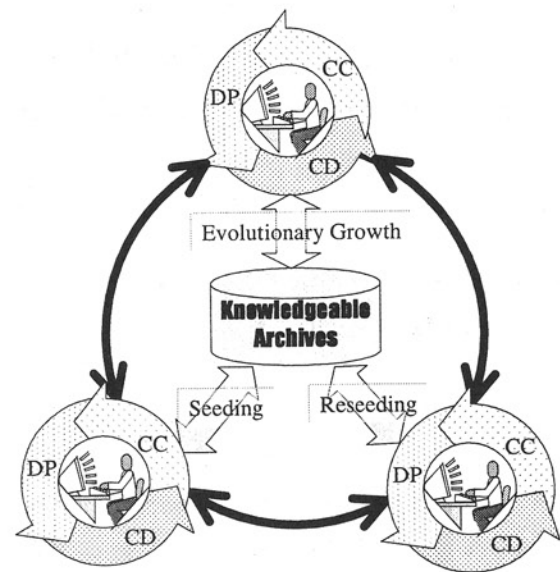 CC
DP
CD
Evolutionary Growth
Knowledgeable
Archives
Seeding
Reseeding
DP
CC
CD
DP
CC
CD